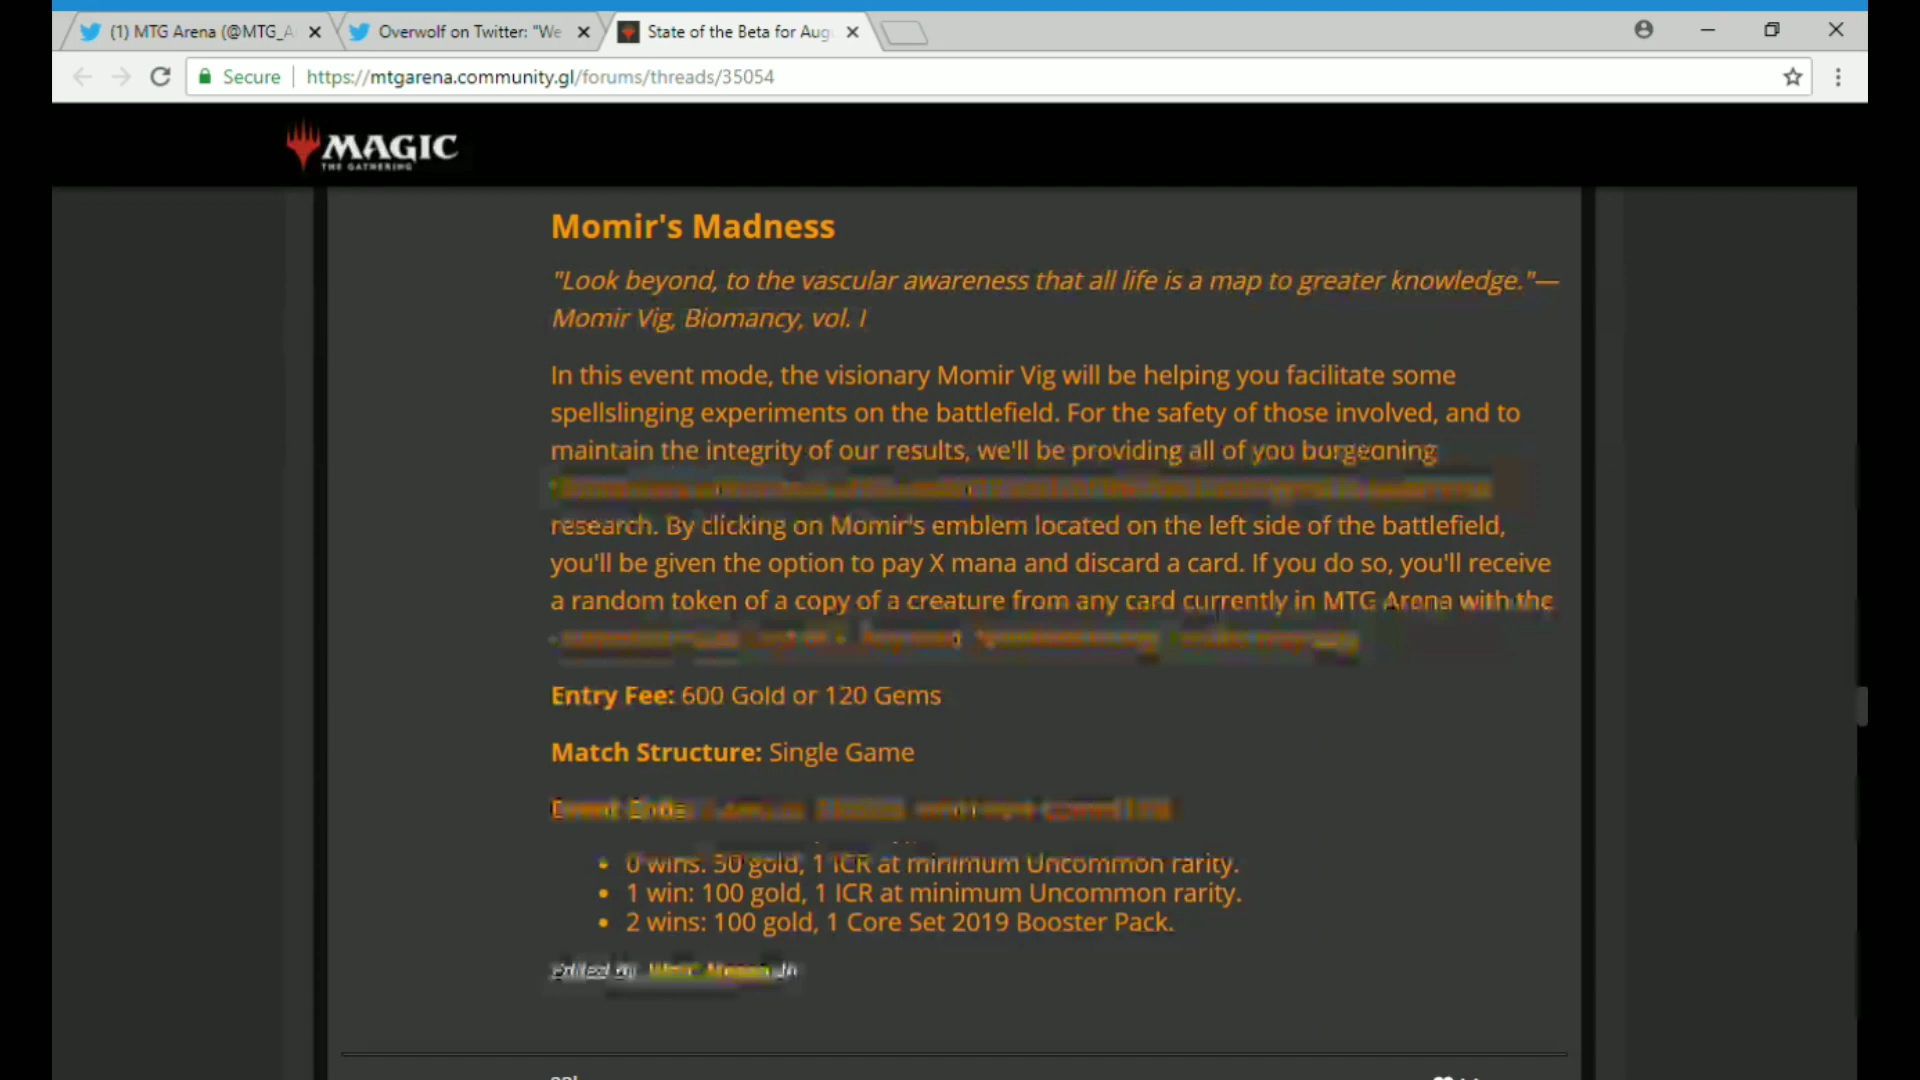 (1) MTG Arena (@MTG_A
Overwolf on Twitter: "We
State of the Beta for Aug
Secure
https://mtgarena.community.gl/forums/threads/35054
MAGIC
THE GATHERING
Momir's Madness
"Look beyond, to the vascular awareness that all life is a map to greater knowledge."—
Momir Vig, Biomancy, vol. I
In this event mode, the visionary Momir Vig will be helping you facilitate some
spellslinging experiments on the battlefield. For the safety of those involved, and to
maintain the integrity of our results, we'll be providing all of you burgeoning
research. By clicking on Momir's emblem located on the left side of the battlefield,
you'll be given the option to pay X mana and discard a card. If you do so, you'll receive
a random token of a copy of a creature from any card currently in MTG Arena with the
Entry Fee: 600 Gold or 120 Gems
Match Structure: Single Game
0 wins: 50 gold, 1 ICR at minimum Uncommon rarity.
1 win: 100 gold, 1 ICR at minimum Uncommon rarity.
2 wins: 100 gold, 1 Core Set 2019 Booster Pack.